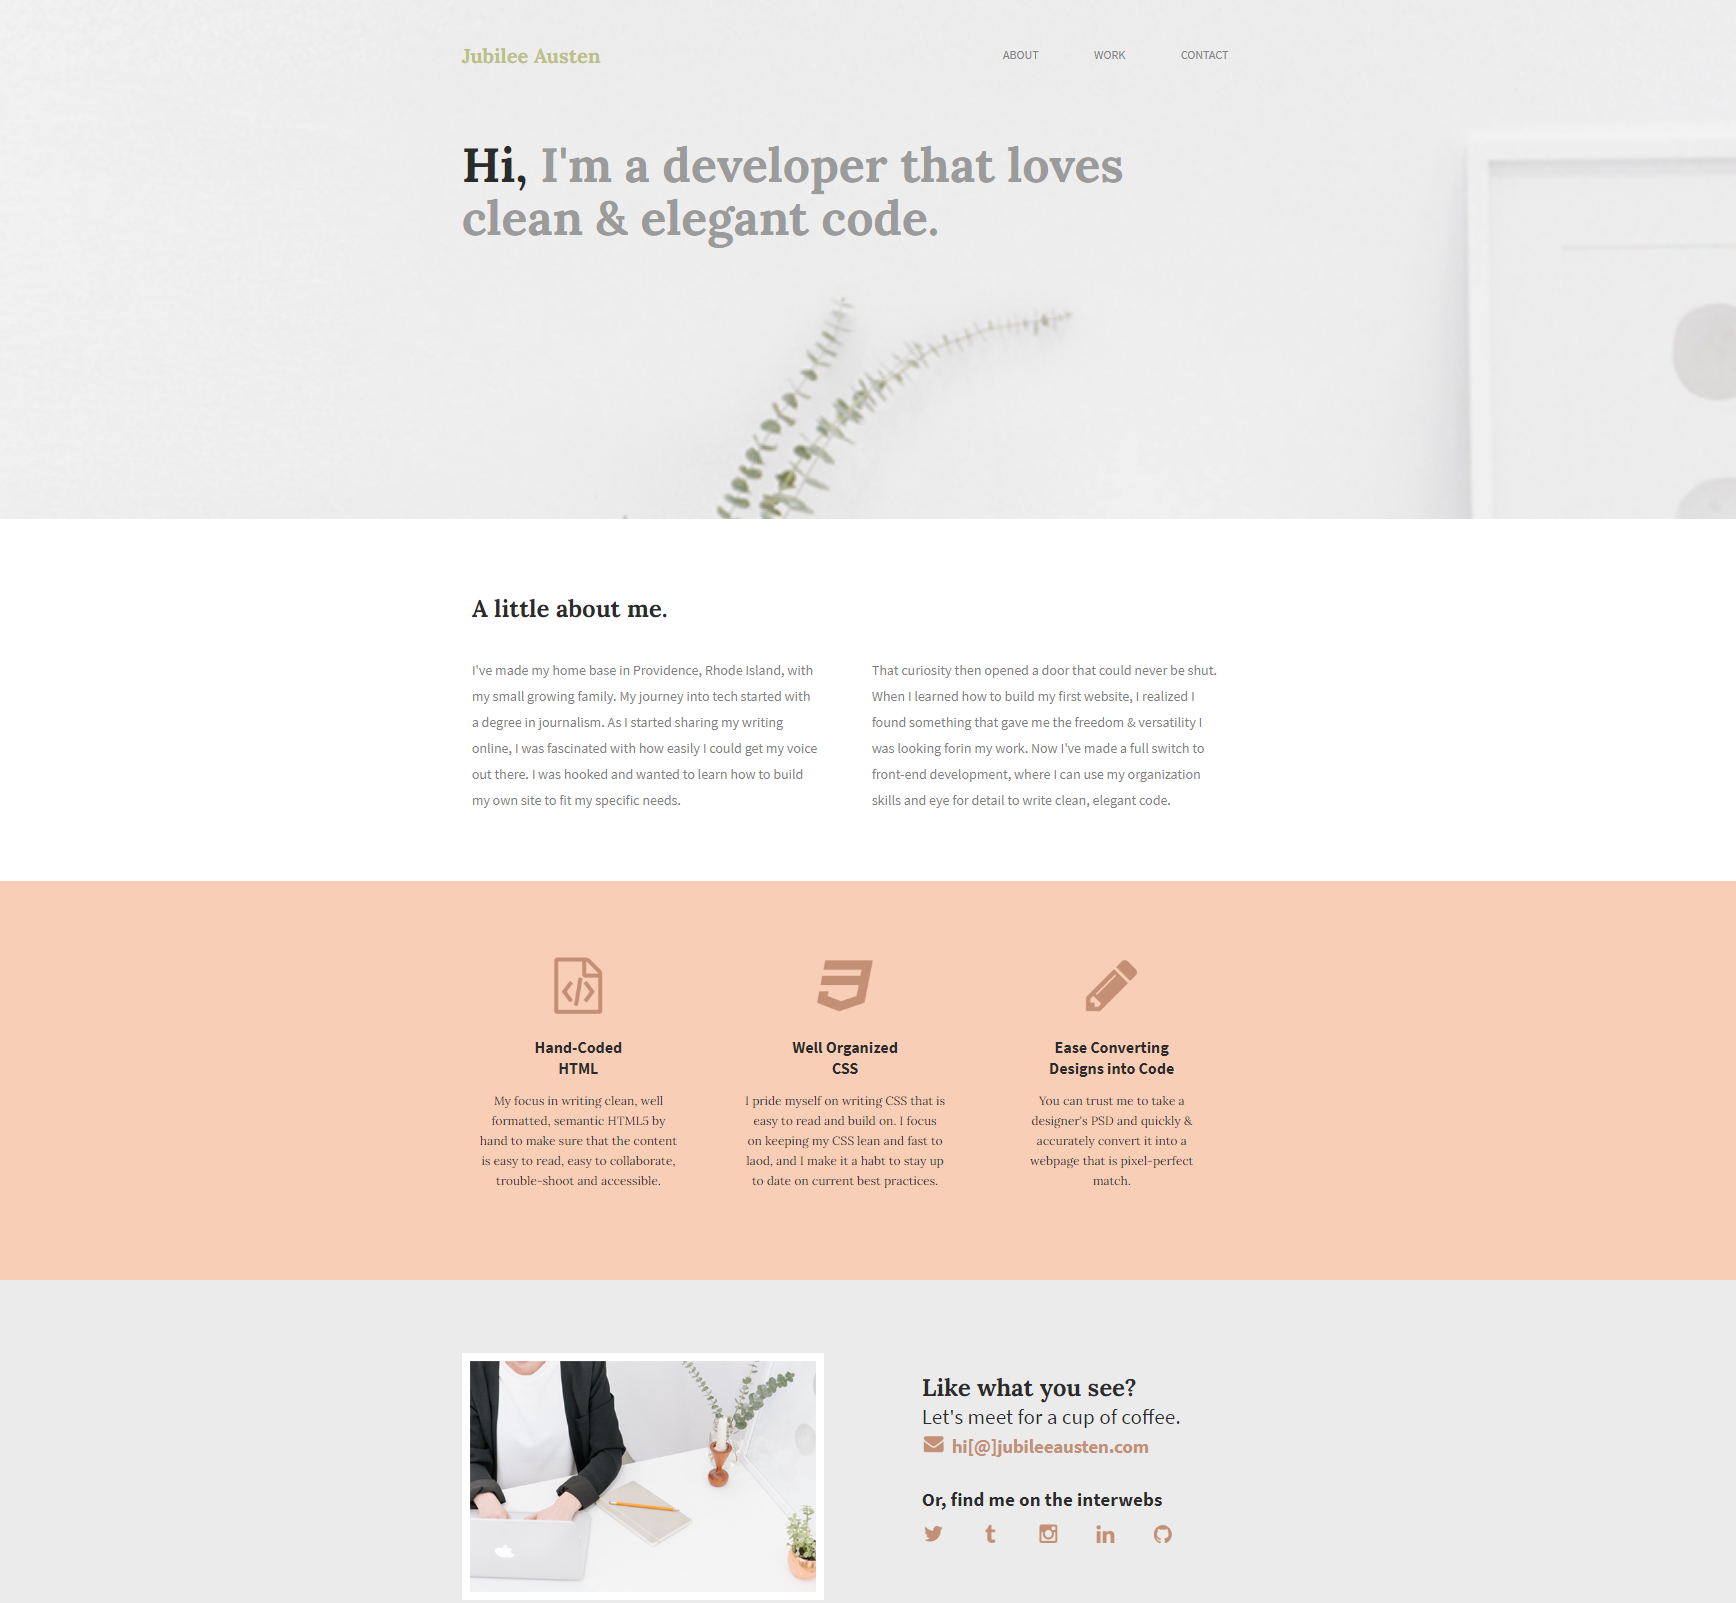 Jubilee Austen
ABOUT
WORK
CONTACT
Hi, I'm a developer that loves
clean & elegant code.
A little about me.
I've made my home base in Providence, Rhode Island, with
my small growing family. My journey into tech started with
a degree in journalism. As I started sharing my writing
online, I was fascinated with how easily I could get my voice
out there. I was hooked and wanted to learn how to build
my own site to fit my specific needs.
That curiosity then opened a door that could never be shut.
When I learned how to build my first website, I realized I
found something that gave me the freedom & versatility I
was looking forin my work. Now I've made a full switch to
front-end development, where I can use my organization
skills and eye for detail to write clean, elegant code.
Hand-Coded
HTML
My focus in writing clean, well
formatted, semantic HTML5 by
hand to make sure that the content
is easy to read, easy to collaborate,
trouble-shoot and accessible.
Well Organized
CSS
I pride myself on writing CSS that is
easy to read and build on. I focus
on keeping my CSS lean and fast to
laod, and I make it a habt to stay up
to date on current best practices.
Ease Converting
Designs into Code
You can trust me to take a
designer's PSD and quickly &
accurately convert it into a
webpage that is pixel-perfect
match.
Like what you see?
Let's meet for a cup of coffee.
hi[@]jubileeausten.com
Or, find me on the interwebs